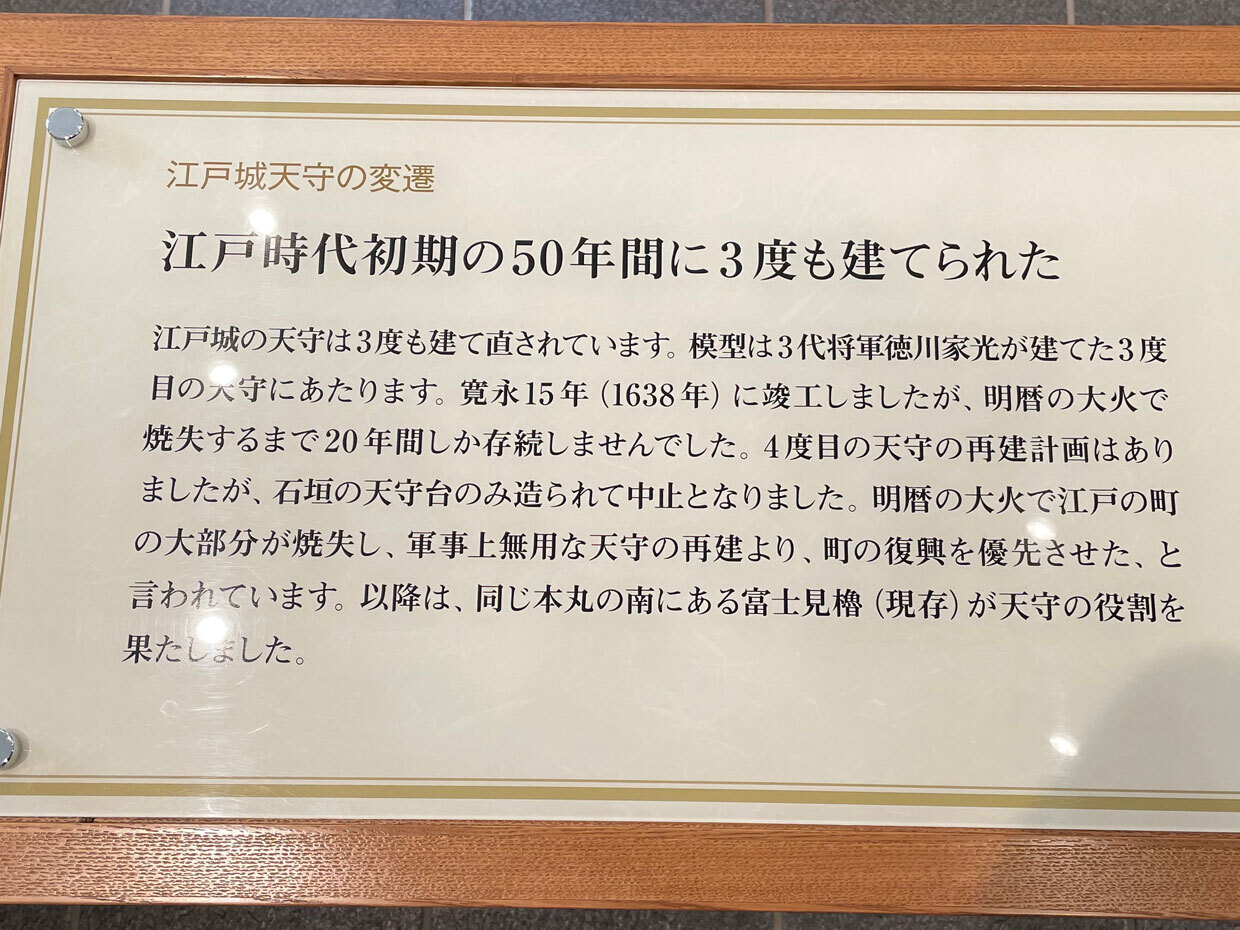 江戸城天守の変遷
江戸時代初期の50年間に3度も建てられた
江戸城の天守は3度も建て直されています。模型は3代将軍徳川家光が建てた3度
目の天守にあたります。寛永15年（1638年）に竣工しましたが、明暦の大火で
焼失するまで20年間しか存続しませんでした。4度目の天守の再建計画はあり
ましたが、石垣の天守台のみ造られて中止となりました。明暦の大火で江戸の町
の大部分が焼失し、軍事上無用な天守の再建より、町の復興を優先させた、と
言われています。以降は、同じ本丸の南にある富士見櫓（現存）が天守の役割を
果たしました。